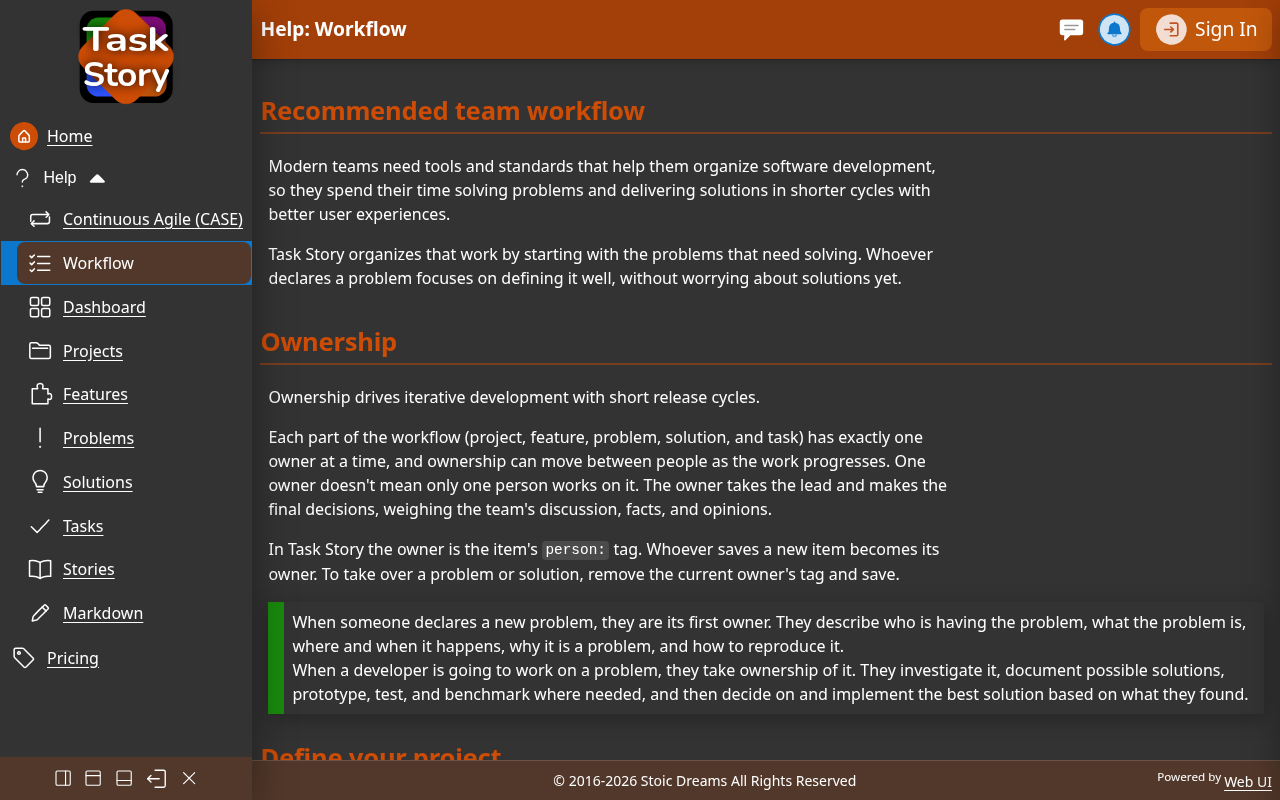 Task
Story
Home
Help
Continuous Agile (CASE)
Workflow
Dashboard
Projects
Features
Problems
Solutions
Tasks
Stories
Markdown
Pricing
Help: Workflow
Sign In
Recommended team workflow
Modern teams need tools and standards that help them organize software development,
so they spend their time solving problems and delivering solutions in shorter cycles with
better user experiences.
Task Story organizes that work by starting with the problems that need solving. Whoever
declares a problem focuses on defining it well, without worrying about solutions yet.
Ownership
Ownership drives iterative development with short release cycles.
Each part of the workflow (project, feature, problem, solution, and task) has exactly one
owner at a time, and ownership can move between people as the work progresses. One
owner doesn't mean only one person works on it. The owner takes the lead and makes the
final decisions, weighing the team's discussion, facts, and opinions.
In Task Story the owner is the item's person: tag. Whoever saves a new item becomes its
owner. To take over a problem or solution, remove the current owner's tag and save.
When someone declares a new problem, they are its first owner. They describe who is having the problem, what the problem is,
where and when it happens, why it is a problem, and how to reproduce it.
When a developer is going to work on a problem, they take ownership of it. They investigate it, document possible solutions,
prototype, test, and benchmark where needed, and then decide on and implement the best solution based on what they found.
Define your project
© 2016-2026 Stoic Dreams All Rights Reserved
Powered by Web UI